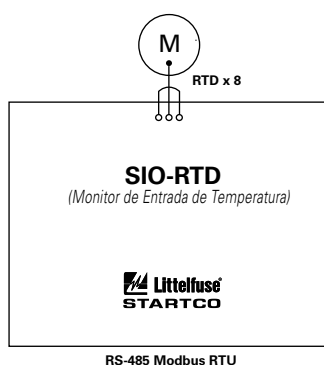 M
RTD x 8
SIO-RTD
(Monitor de Entrada de Temperatura)
Littelfuse®
STARTCO
RS-485 Modbus RTU